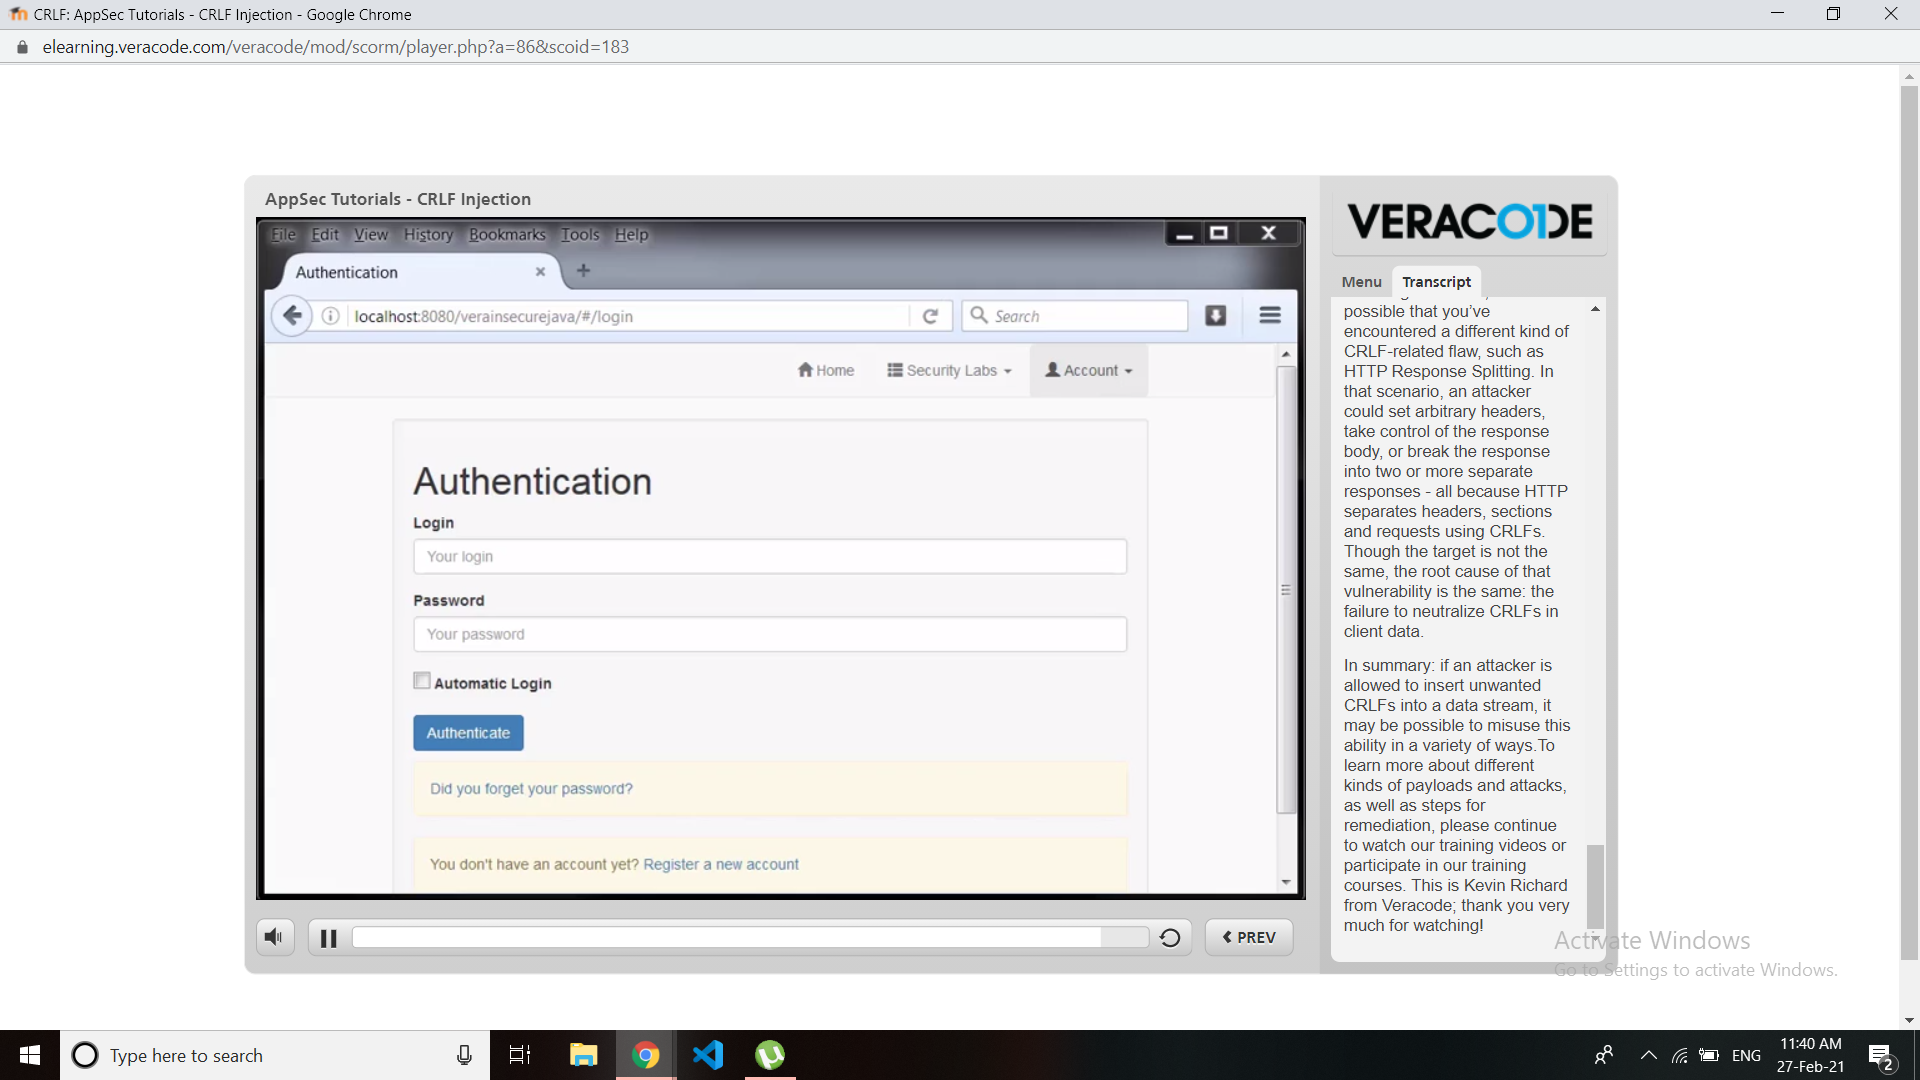 CRLF: AppSec Tutorials - CRLF Injection - Google Chrome
elearning.veracode.com/veracode/mod/scorm/player.php?a=86&scoid=183
AppSec Tutorials - CRLF Injection
File Edit View History Bookmarks Tools Help
Authentication
localhost:8080/verainsecurejava/#/login
Search
Home Security Labs Account
Authentication
Login
Your login
Password
Your password
Automatic Login
Authenticate
Did you forget your password?
You don't have an account yet? Register a new account
PREV
VERACODE
Menu Transcript
possible that you've
encountered a different kind of
CRLF-related flaw, such as
HTTP Response Splitting. In
that scenario, an attacker
could set arbitrary headers,
take control of the response
body, or break the response
into two or more separate
responses - all because HTTP
separates headers, sections
and requests using CRLFs.
Though the target is not the
same, the root cause of that
vulnerability is the same: the
failure to neutralize CRLFs in
client data.
In summary: if an attacker is
allowed to insert unwanted
CRLFs into a data stream, it
may be possible to misuse this
ability in a variety of ways.To
learn more about different
kinds of payloads and attacks,
as well as steps for
remediation, please continue
to watch our training videos or
participate in our training
courses. This is Kevin Richard
from Veracode; thank you very
much for watching!
Activate Windows
Go to Settings to activate Windows.
Type here to search
ENG
11:40 AM
27-Feb-21
2